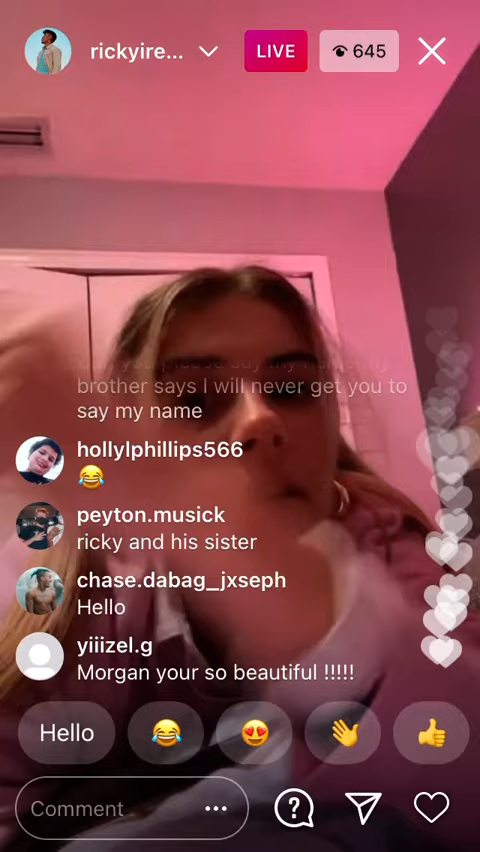 rickyire...
LIVE
645
brother says I will never get you to
say my name
hollylphillips566
😂
peyton.musick
ricky and his sister
chase.dabag_jxseph
Hello
yiiizel.g
Morgan your so beautiful !!!!!
Hello 😂 😍 👋 👍
Comment ...